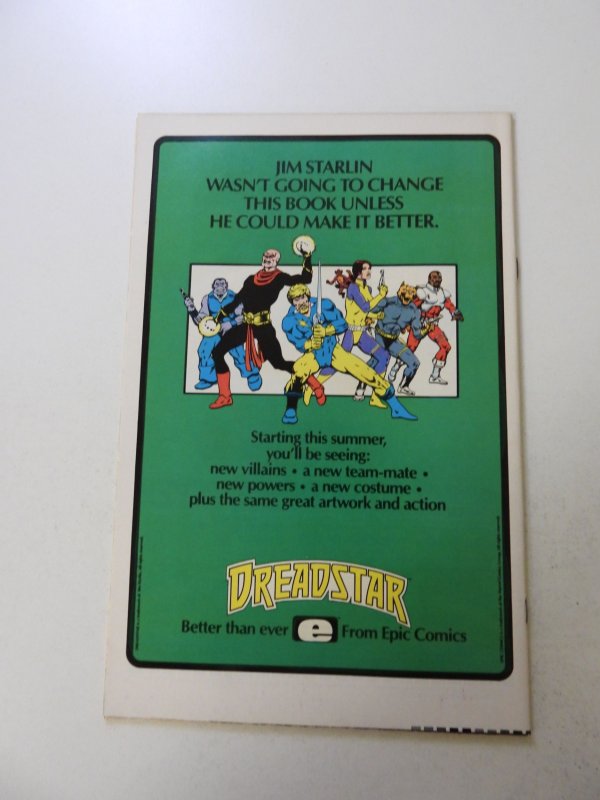 JIM STARLIN
WASN'T GOING TO CHANGE
THIS BOOK UNLESS
HE COULD MAKE IT BETTER.
Starting this summer,
you'll be seeing:
new villains • a new team-mate •
new powers • a new costume •
plus the same great artwork and action
DREADSTAR
Better than ever e From Epic Comics